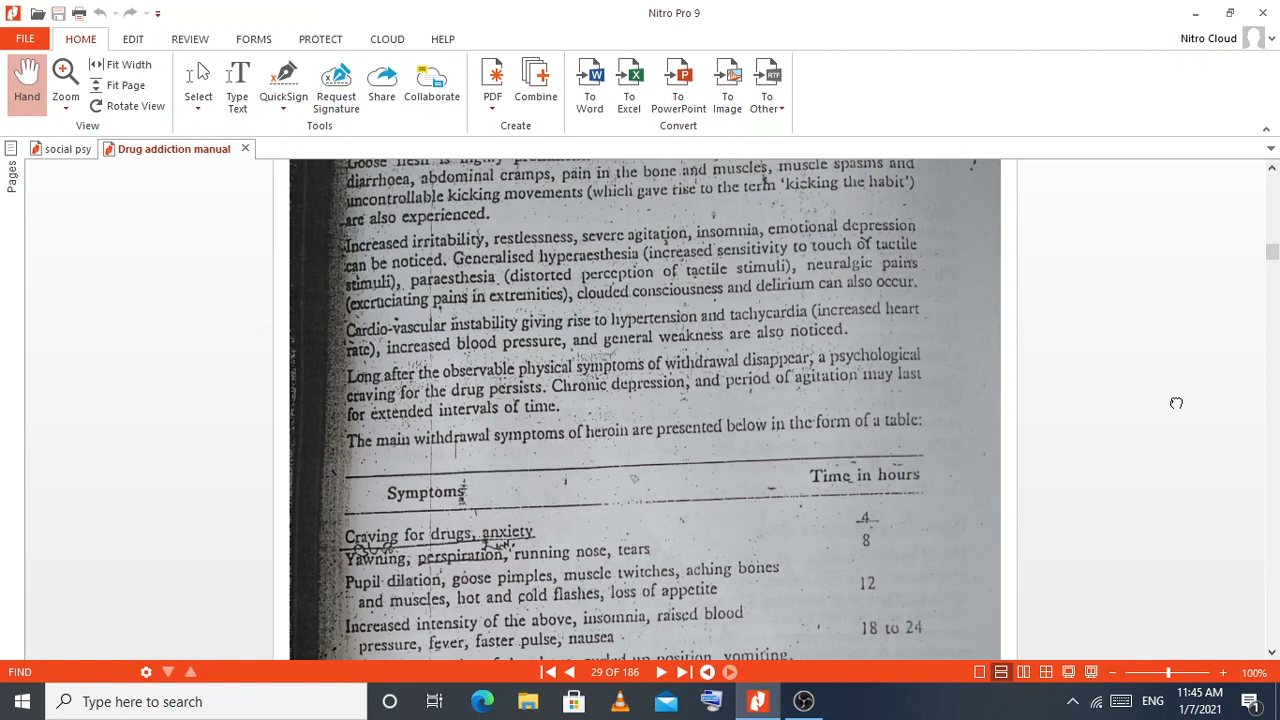 Nitro Pro 9
FILE HOME EDIT REVIEW FORMS PROTECT CLOUD HELP
Nitro Cloud
Hand
Zoom
Fit Width
Fit Page
Rotate View
View
Select
Type Text
QuickSign
Request Signature
Share
Collaborate
Tools
PDF
Combine
Create
To Word
To Excel
To PowerPoint
To Image
To Other
Convert
Pages
social psy
Drug addiction manual
Goose flesh is highly
diarrhoea, abdominal cramps, pain in the bone and muscles, muscle spasms and
uncontrollable kicking movements (which gave rise to the term ‘kicking the habit’)
are also experienced.
Increased irritability, restlessness, severe agitation, insomnia, emotional depression
can be noticed. Generalised hyperaesthesia (increased sensitivity to touch of tactile
stimuli), paraesthesia (distorted perception of tactile stimuli), neuralgic pains
(excruciating pains in extremities), clouded consciousness and delirium can also occur.
Cardio-vascular instability giving rise to hypertension and tachycardia (increased heart
rate), increased blood pressure, and general weakness are also noticed.
Long after the observable physical symptoms of withdrawal disappear, a psychological
craving for the drug persists. Chronic depression, and period of agitation may last
for extended intervals of time.
The main withdrawal symptoms of heroin are presented below in the form of a table:
Symptoms Time in hours
Craving for drugs, anxiety 4
Yawning, perspiration, running nose, tears 8
Pupil dilation, goose pimples, muscle twitches, aching bones
and muscles, hot and cold flashes, loss of appetite 12
Increased intensity of the above, insomnia, raised blood
pressure, fever, faster pulse, nausea 18 to 24
position, vomiting,
FIND
29 OF 186
100%
Type here to search
ENG
11:45 AM
1/7/2021